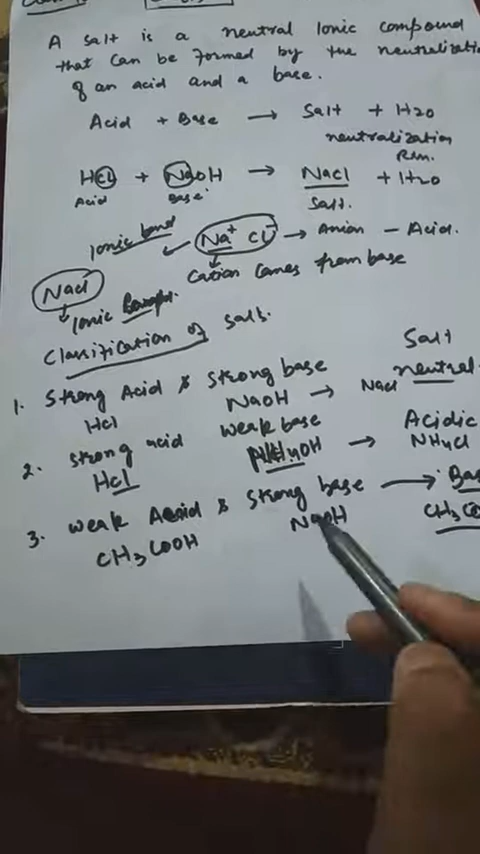 A Salt is a neutral Ionic compound
that can be formed by the neutralizati
of an acid and a base.
Acid + Base → Salt + H2O
neutralization
Rxn.
HCl + NaOH → NaCl + H2O
Acid Base Salt.
Ionic bond Na+ Cl- → Anion - Acid.
Cation comes from base
NaCl
Ionic
Classification of Salts.
Salt
1. Strong Acid & Strong base neutral
HCl NaOH → NaCl
2. Strong acid weak base Acidic
HCl NH4OH → NH4Cl
3. weak Acid & Strong base → Bas
CH3COOH NaOH CH3CO